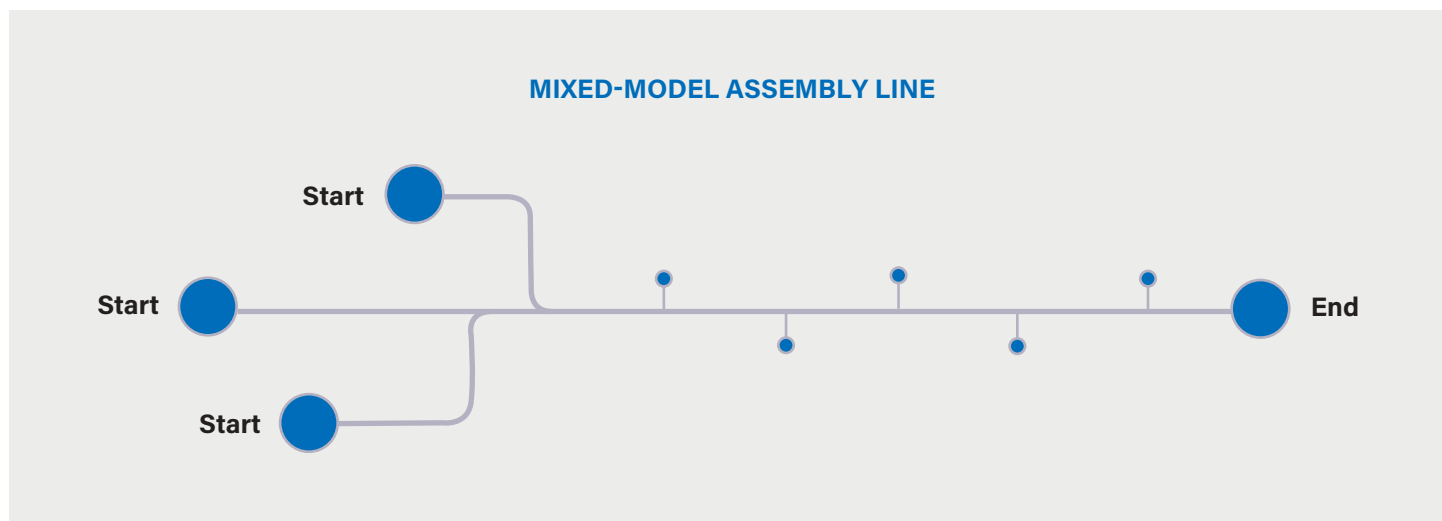 MIXED-MODEL ASSEMBLY LINE
Start
Start
End
Start